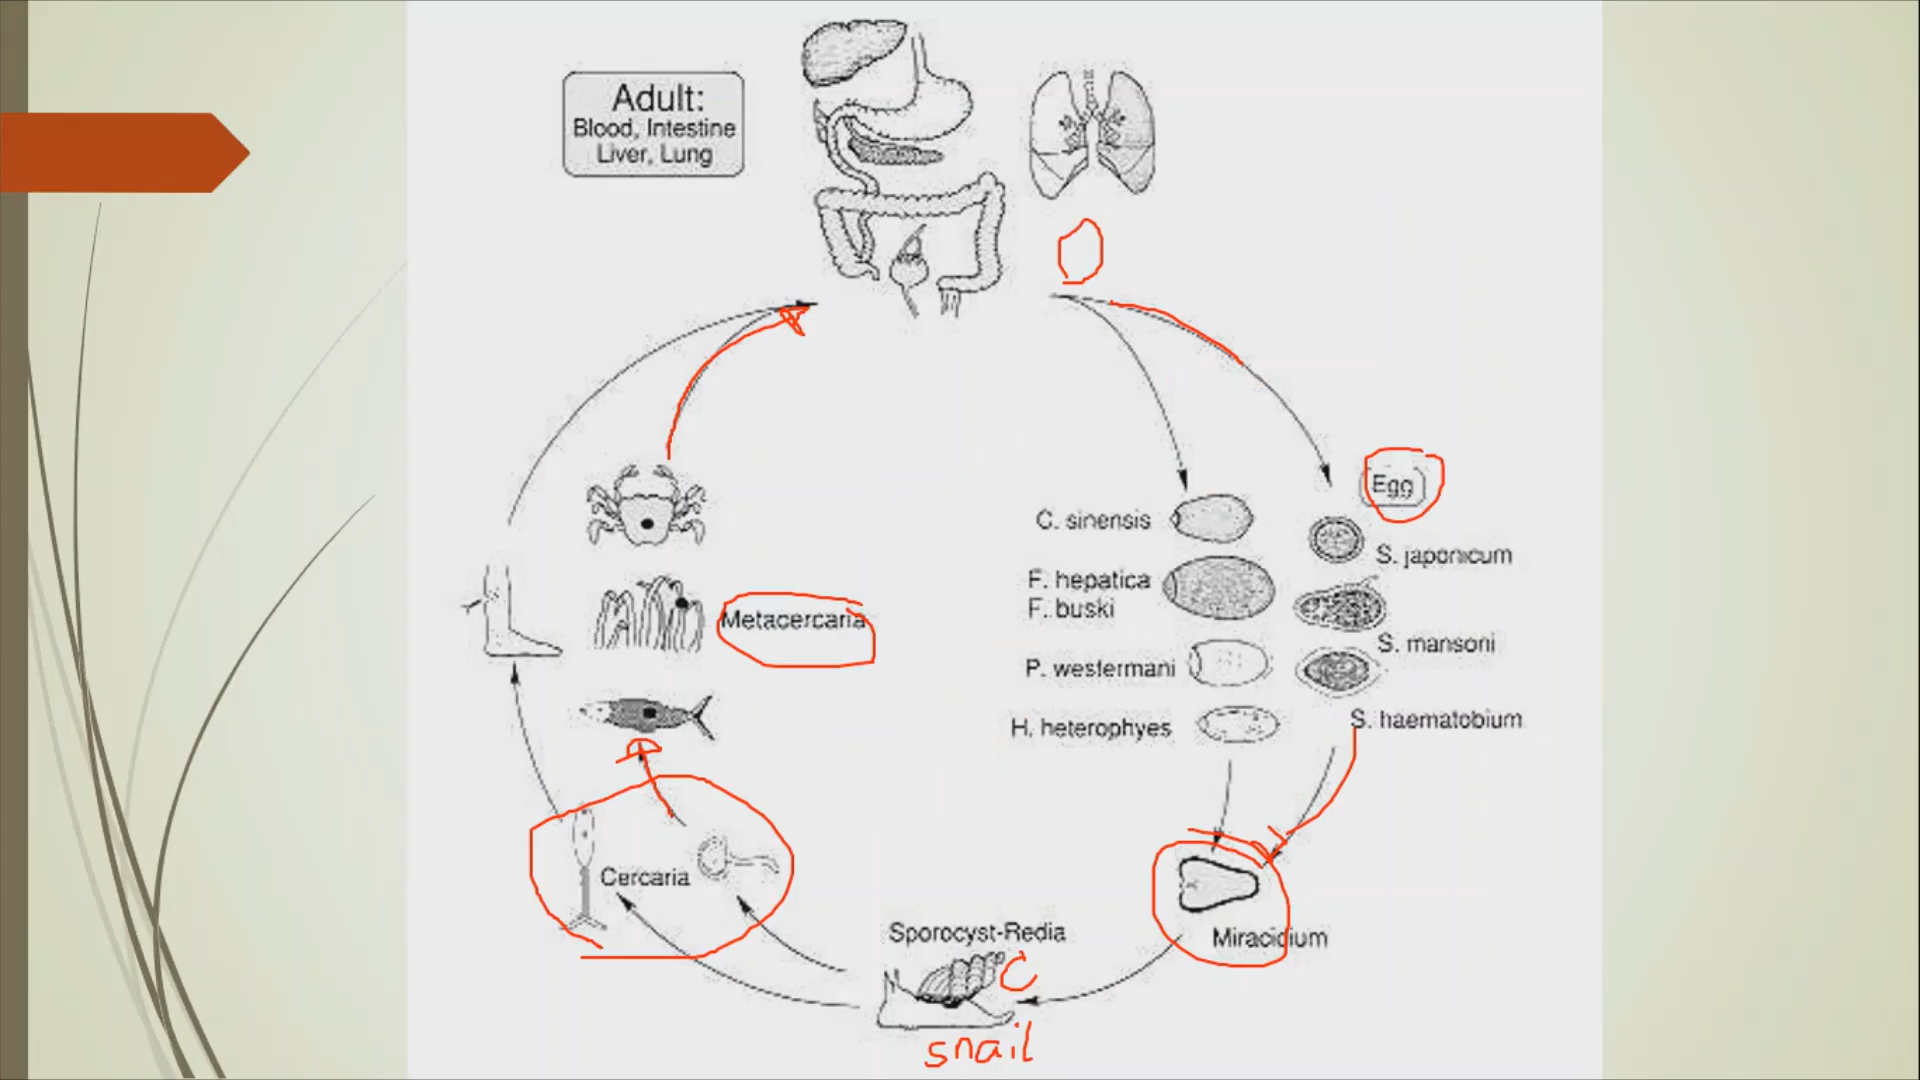 Adult:
Blood, Intestine
Liver, Lung
Egg
C. sinensis
S. japonicum
F. hepatica
F. buski
Metacercaria
S. mansoni
P. westermani
S. haematobium
H. heterophyes
Cercaria
Sporocyst-Redia
Miracidium
C
snail